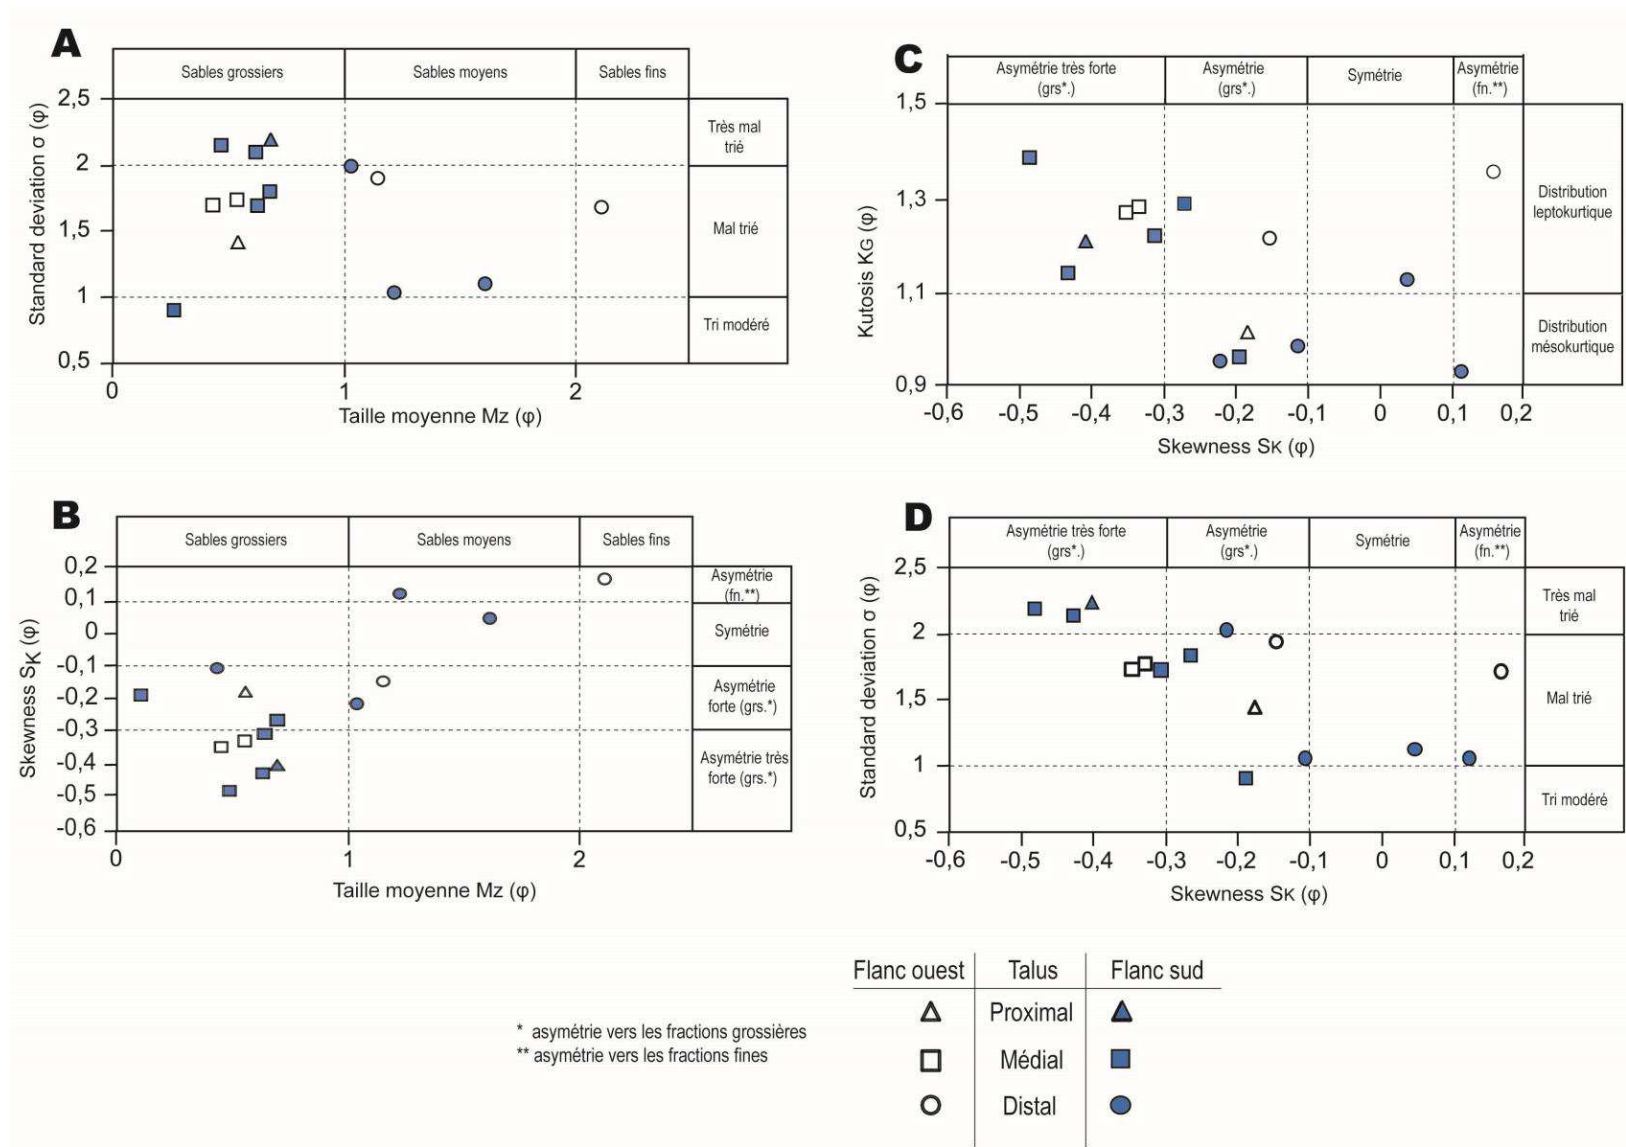 A
Sables grossiers
Sables moyens
Sables fins
2,5
2
1,5
1
0,5
Standard deviation σ (φ)
Très mal
trié
Mal trié
Tri modéré
0
1
2
Taille moyenne Mz (φ)
C
Asymétrie très forte
(grs*.)
Asymétrie
(grs*.)
Symétrie
Asymétrie
(fn.**)
1,5
1,3
1,1
0,9
Kutosis KG (φ)
Distribution
leptokurtique
Distribution
mésokurtique
-0,6
-0,5
-0,4
-0,3
-0,2
-0,1
0
0,1
0,2
Skewness SK (φ)
B
Sables grossiers
Sables moyens
Sables fins
0,2
0,1
0
-0,1
-0,2
-0,3
-0,4
-0,5
-0,6
Skewness SK (φ)
Asymétrie
(fn.**)
Symétrie
Asymétrie
forte (grs.*)
Asymétrie très
forte (grs.*)
0
1
2
Taille moyenne Mz (φ)
D
Asymétrie très forte
(grs*.)
Asymétrie
(grs*.)
Symétrie
Asymétrie
(fn.**)
2,5
2
1,5
1
0,5
Standard deviation σ (φ)
Très mal
trié
Mal trié
Tri modéré
-0,6
-0,5
-0,4
-0,3
-0,2
-0,1
0
0,1
0,2
Skewness SK (φ)
Flanc ouest
Talus
Flanc sud
Proximal
Médial
Distal
* asymétrie vers les fractions grossières
** asymétrie vers les fractions fines